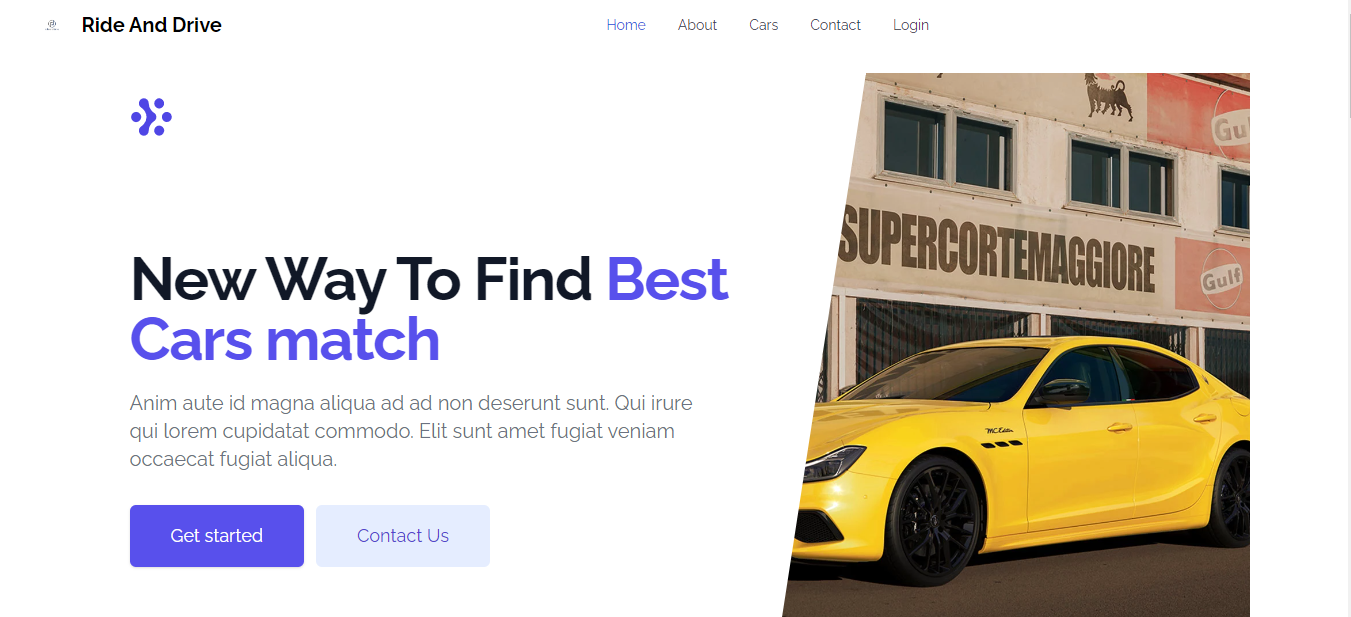 Ride And Drive
Home About Cars Contact Login
New Way To Find Best
Cars match
Anim aute id magna aliqua ad ad non deserunt sunt. Qui irure
qui lorem cupidatat commodo. Elit sunt amet fugiat veniam
occaecat fugiat aliqua.
Get started
Contact Us
SUPERCORTEMAGGIORE
Gulf